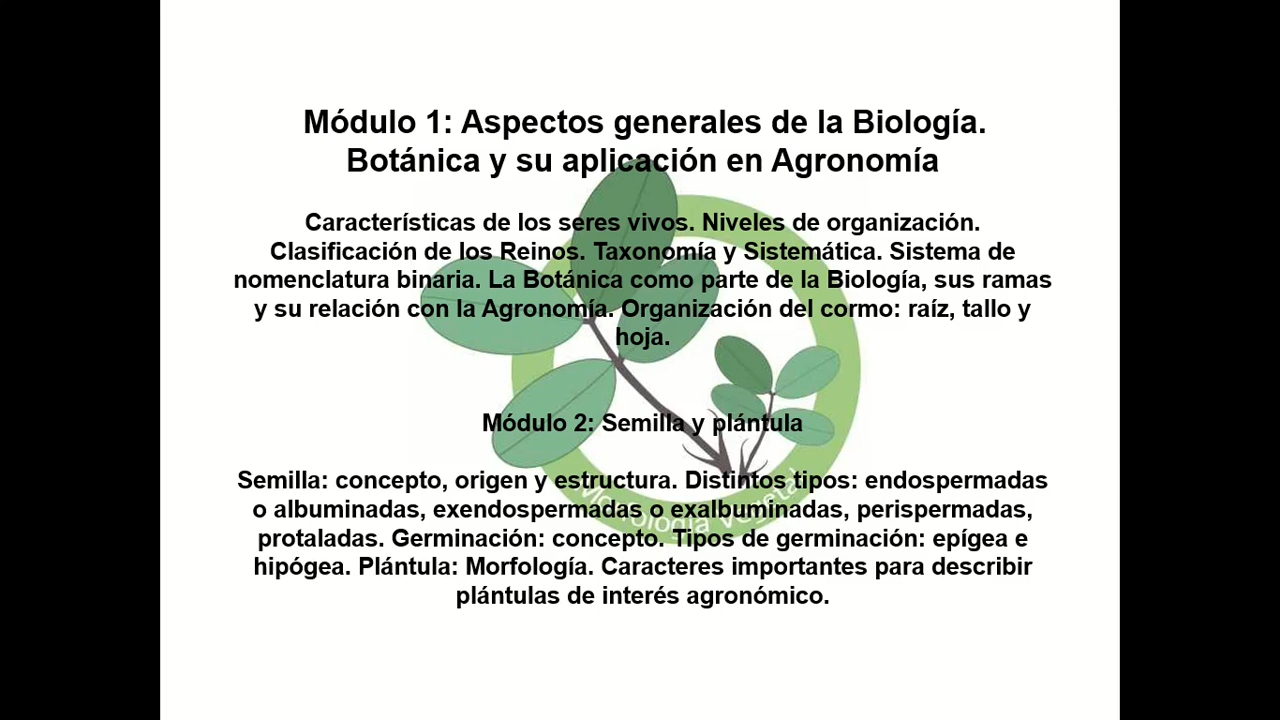 Módulo 1: Aspectos generales de la Biología.
Botánica y su aplicación en Agronomía
Características de los seres vivos. Niveles de organización.
Clasificación de los Reinos. Taxonomía y Sistemática. Sistema de
nomenclatura binaria. La Botánica como parte de la Biología, sus ramas
y su relación con la Agronomía. Organización del cormo: raíz, tallo y
hoja.
Módulo 2: Semilla y plántula
Semilla: concepto, origen y estructura. Distintos tipos: endospermadas
o albuminadas, exendospermadas o exalbuminadas, perispermadas,
protaladas. Germinación: concepto. Tipos de germinación: epígea e
hipógea. Plántula: Morfología. Caracteres importantes para describir
plántulas de interés agronómico.
Morfología Vegetal